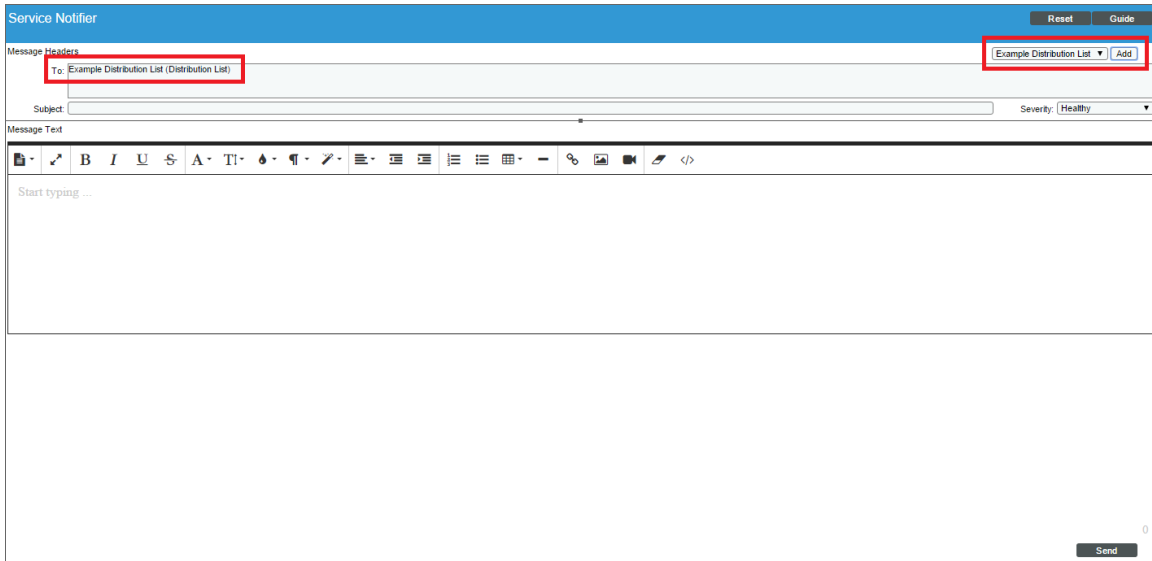 Service Notifier
Reset Guide
Message Headers
Example Distribution List Add
To: Example Distribution List (Distribution List)
Subject: Severity: Healthy
Message Text
B I U S A TI ¶ </>
Start typing ...
0
Send